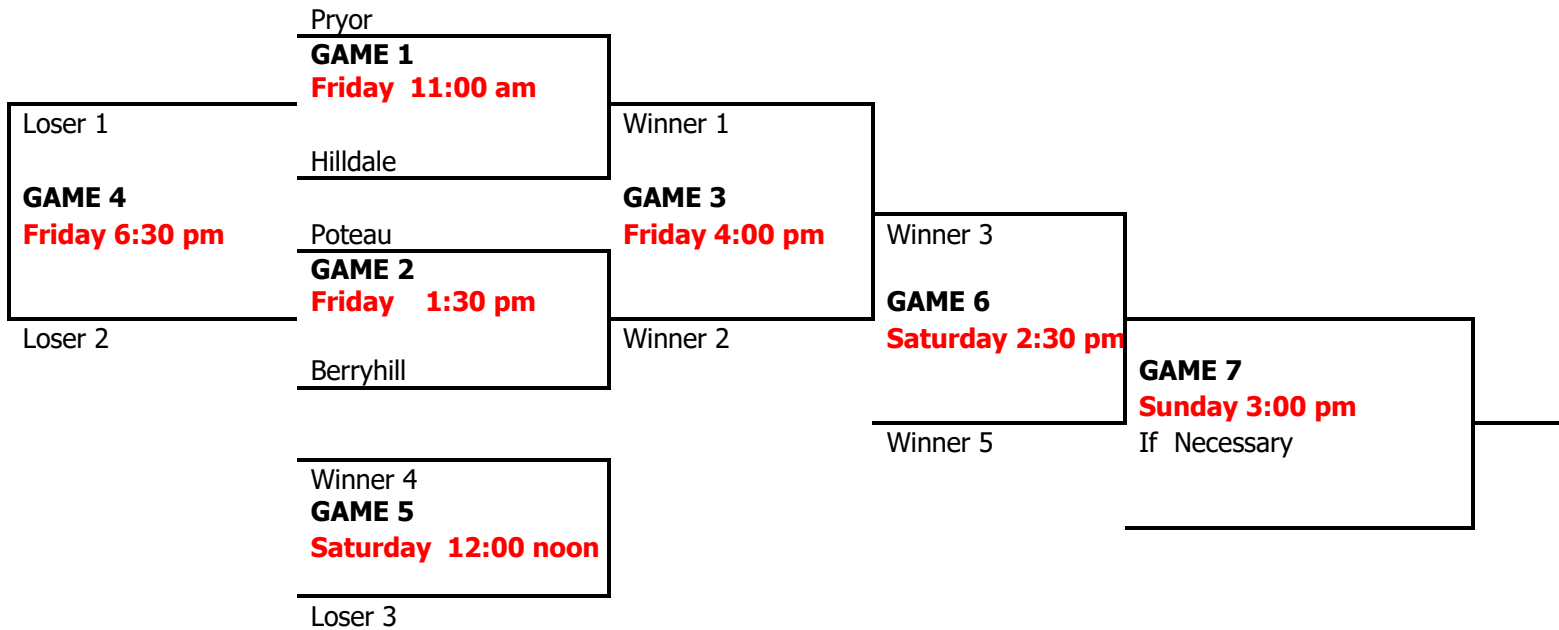 Pryor
GAME 1
Friday  11:00 am
Loser 1
Winner 1
Hilldale
GAME 4
GAME 3
Friday 6:30 pm
Poteau
Friday 4:00 pm
Winner 3
GAME 2
Friday    1:30 pm
GAME 6
Loser 2
Winner 2
Saturday 2:30 pm
Berryhill
GAME 7
Sunday 3:00 pm
Winner 5
If  Necessary
Winner 4
GAME 5
Saturday  12:00 noon
Loser 3